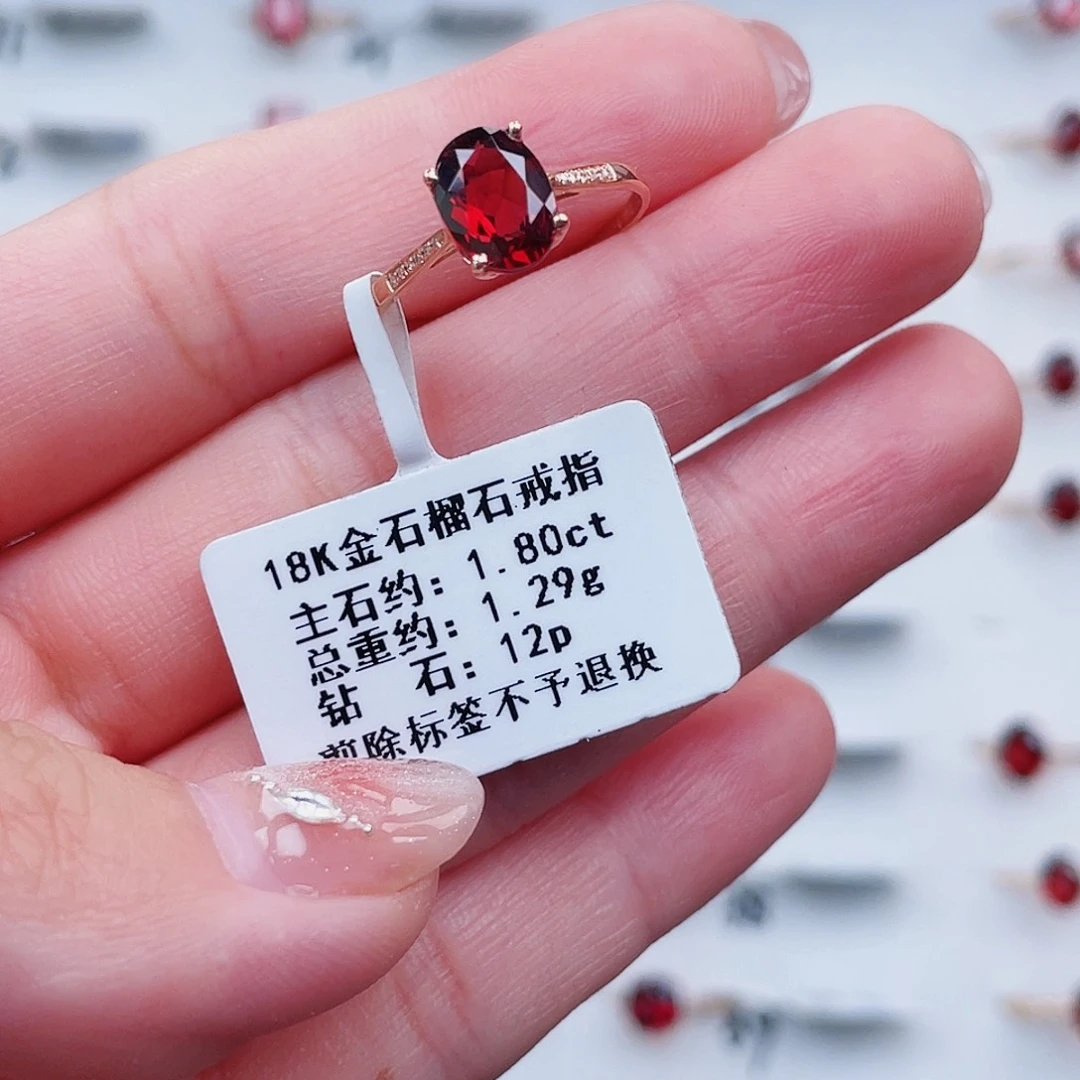 18K金石榴石戒指
主石约：1.80ct
总重约：1.29g
钻 石：12p
剪除标签不予退换